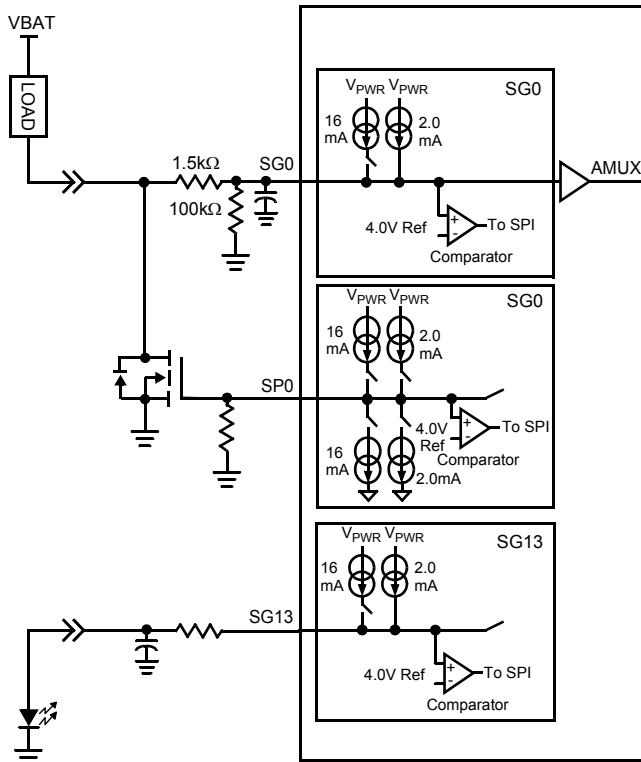 VBAT
LOAD
1.5kΩ
100kΩ
SG0
SG0
VPWR VPWR
16 mA
2.0 mA
4.0V Ref
+
-
To SPI
Comparator
AMUX
SG0
VPWR VPWR
16 mA
2.0 mA
SP0
4.0V Ref
+
-
To SPI
Comparator
16 mA
2.0mA
SG13
VPWR VPWR
16 mA
2.0 mA
SG13
4.0V Ref
+
-
To SPI
Comparator